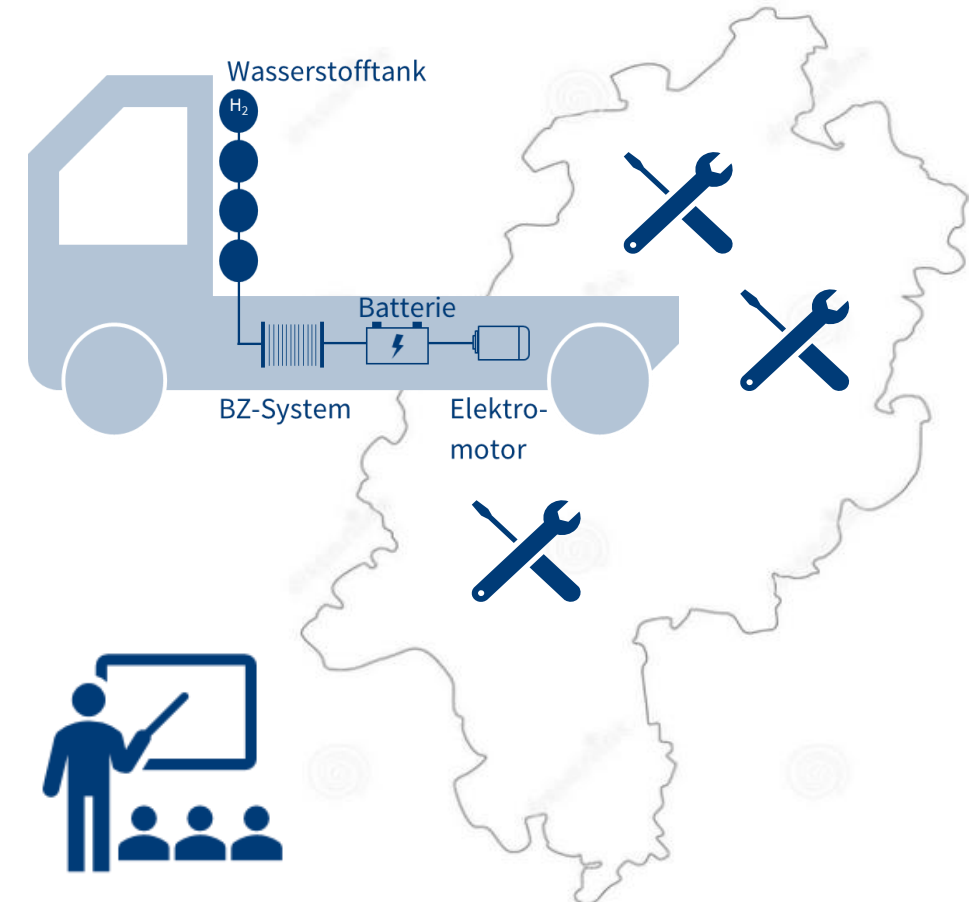 Wasserstofftank
H₂
Batterie
BZ-System
Elektro-
motor